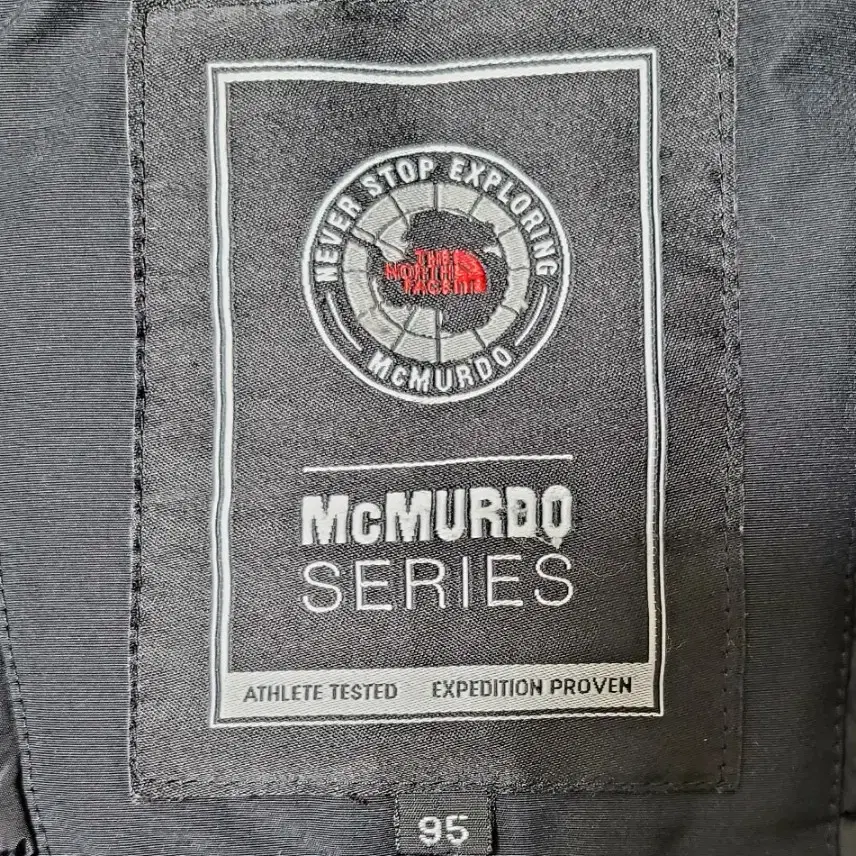 NEVER STOP EXPLORING
THE
NORTH
FACE
McMURDO
McMURDO
SERIES
ATHLETE TESTED EXPEDITION PROVEN
95